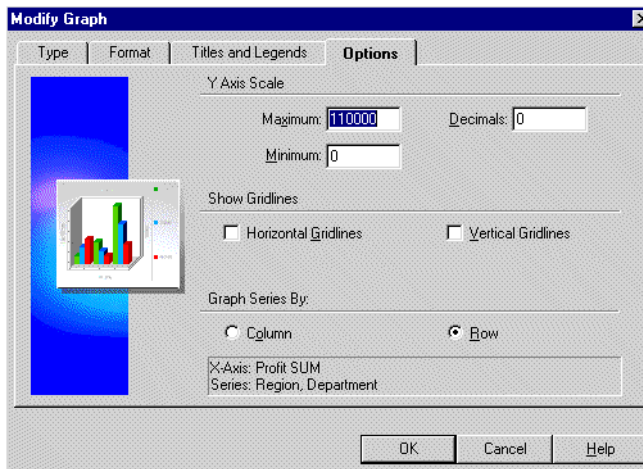 Modify Graph
Type Format Titles and Legends Options
Y Axis Scale
Maximum: 110000 Decimals: 0
Minimum: 0
Show Gridlines
Horizontal Gridlines Vertical Gridlines
Graph Series By:
Column Row
X-Axis: Profit SUM
Series: Region, Department
OK Cancel Help